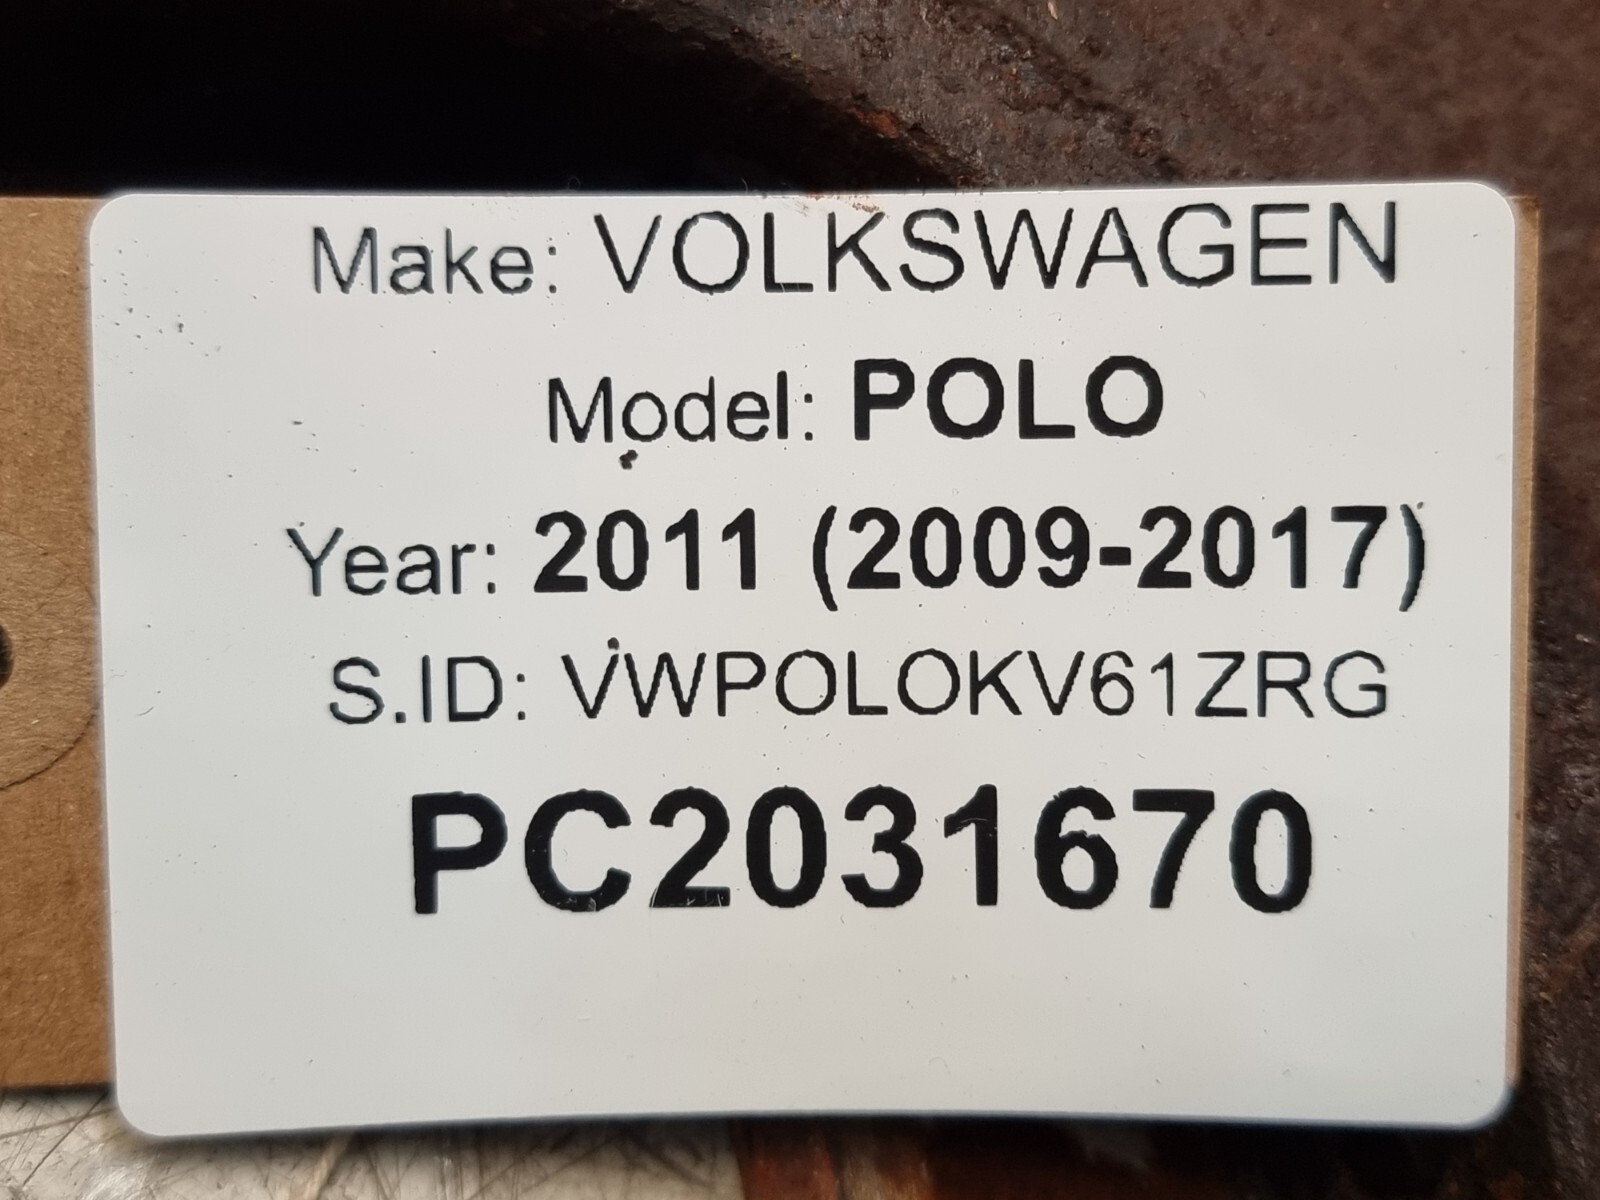 Make: VOLKSWAGEN
Model: POLO
Year: 2011 (2009-2017)
S.ID: VWPOLOKV61ZRG
PC2031670